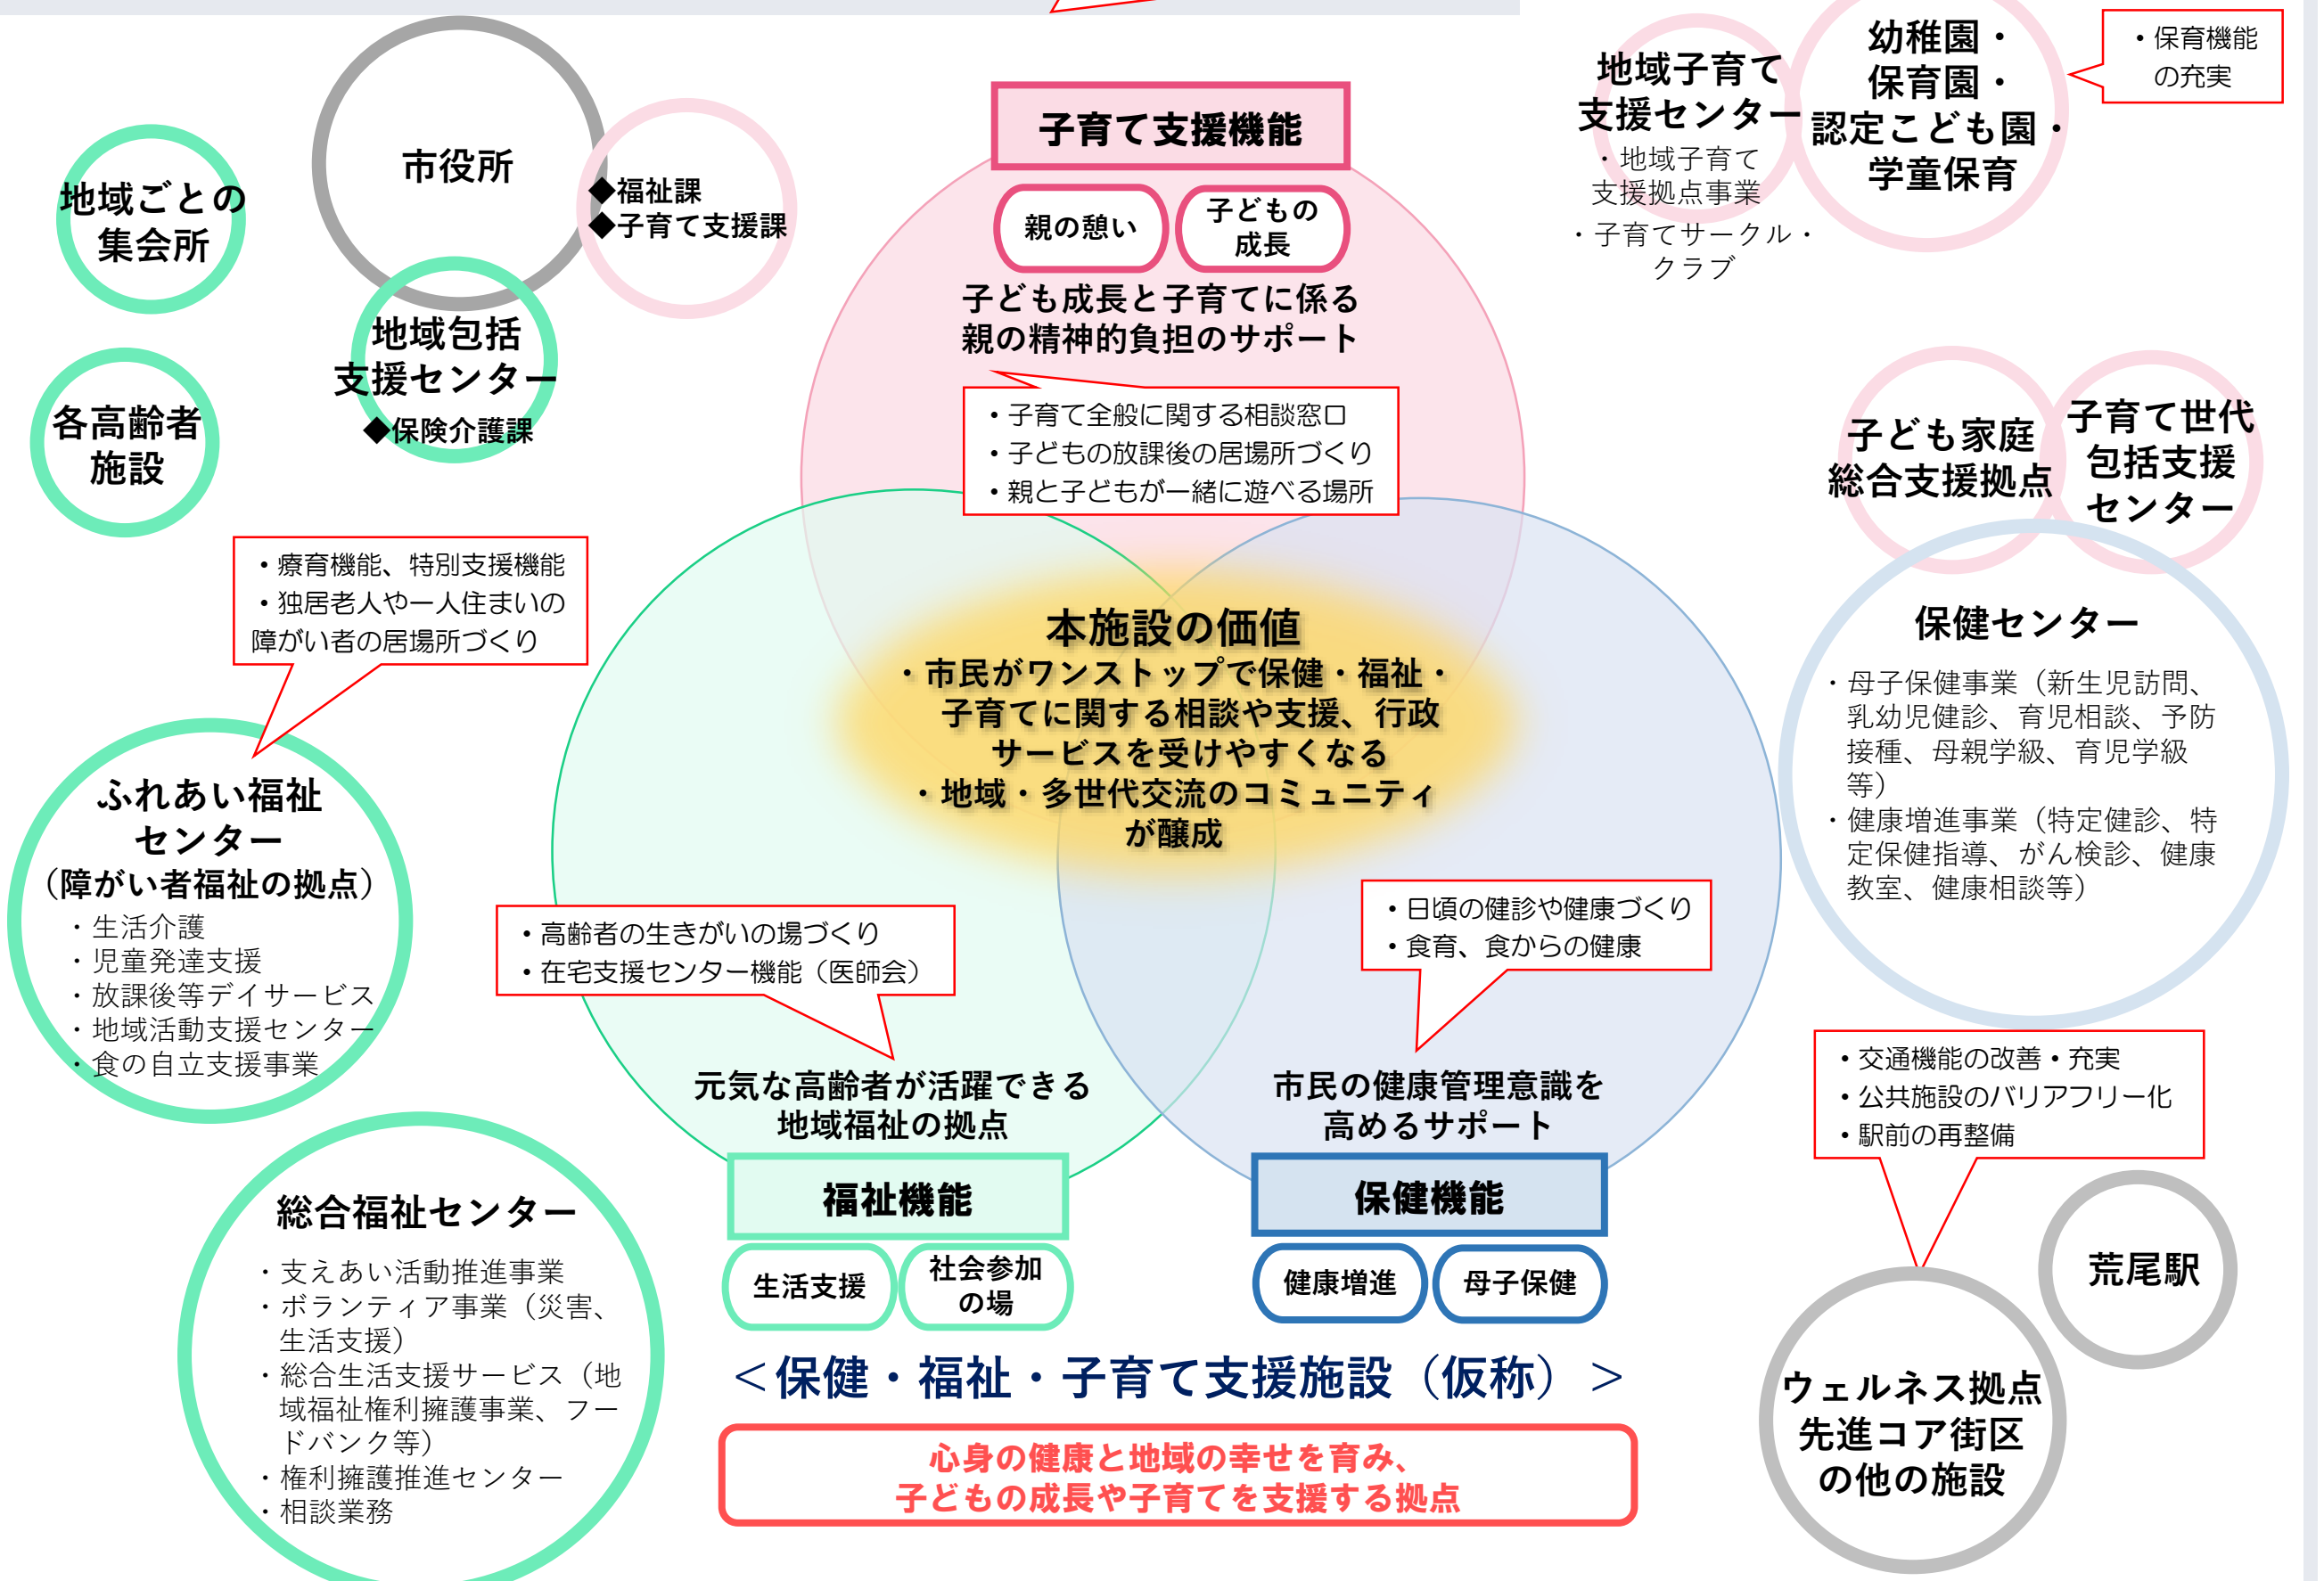 地域ごとの
集会所
各高齢者
施設
市役所
◆福祉課
◆子育て支援課
地域包括
支援センター
◆保険介護課
・療育機能、特別支援機能
・独居老人や一人住まいの
障がい者の居場所づくり
ふれあい福祉
センター
（障がい者福祉の拠点）
・生活介護
・児童発達支援
・放課後等デイサービス
・地域活動支援センター
・食の自立支援事業
総合福祉センター
・支えあい活動推進事業
・ボランティア事業（災害、
生活支援）
・総合生活支援サービス（地
域福祉権利擁護事業、フー
ドバンク等）
・権利擁護推進センター
・相談業務
子育て支援機能
親の憩い
子どもの
成長
子ども成長と子育てに係る
親の精神的負担のサポート
・子育て全般に関する相談窓口
・子どもの放課後の居場所づくり
・親と子どもが一緒に遊べる場所
本施設の価値
・市民がワンストップで保健・福祉・
子育てに関する相談や支援、行政
サービスを受けやすくなる
・地域・多世代交流のコミュニティ
が醸成
・高齢者の生きがいの場づくり
・在宅支援センター機能（医師会）
元気な高齢者が活躍できる
地域福祉の拠点
福祉機能
生活支援
社会参加
の場
・日頃の健診や健康づくり
・食育、食からの健康
市民の健康管理意識を
高めるサポート
保健機能
健康増進
母子保健
＜保健・福祉・子育て支援施設（仮称）＞
心身の健康と地域の幸せを育み、
子どもの成長や子育てを支援する拠点
地域子育て
支援センター
・地域子育て
支援拠点事業
・子育てサークル・
クラブ
幼稚園・
保育園・
認定こども園・
学童保育
・保育機能
の充実
子ども家庭
総合支援拠点
子育て世代
包括支援
センター
保健センター
・母子保健事業（新生児訪問、
乳幼児健診、育児相談、予防
接種、母親学級、育児学級
等）
・健康増進事業（特定健診、特
定保健指導、がん検診、健康
教室、健康相談等）
・交通機能の改善・充実
・公共施設のバリアフリー化
・駅前の再整備
荒尾駅
ウェルネス拠点
先進コア街区
の他の施設